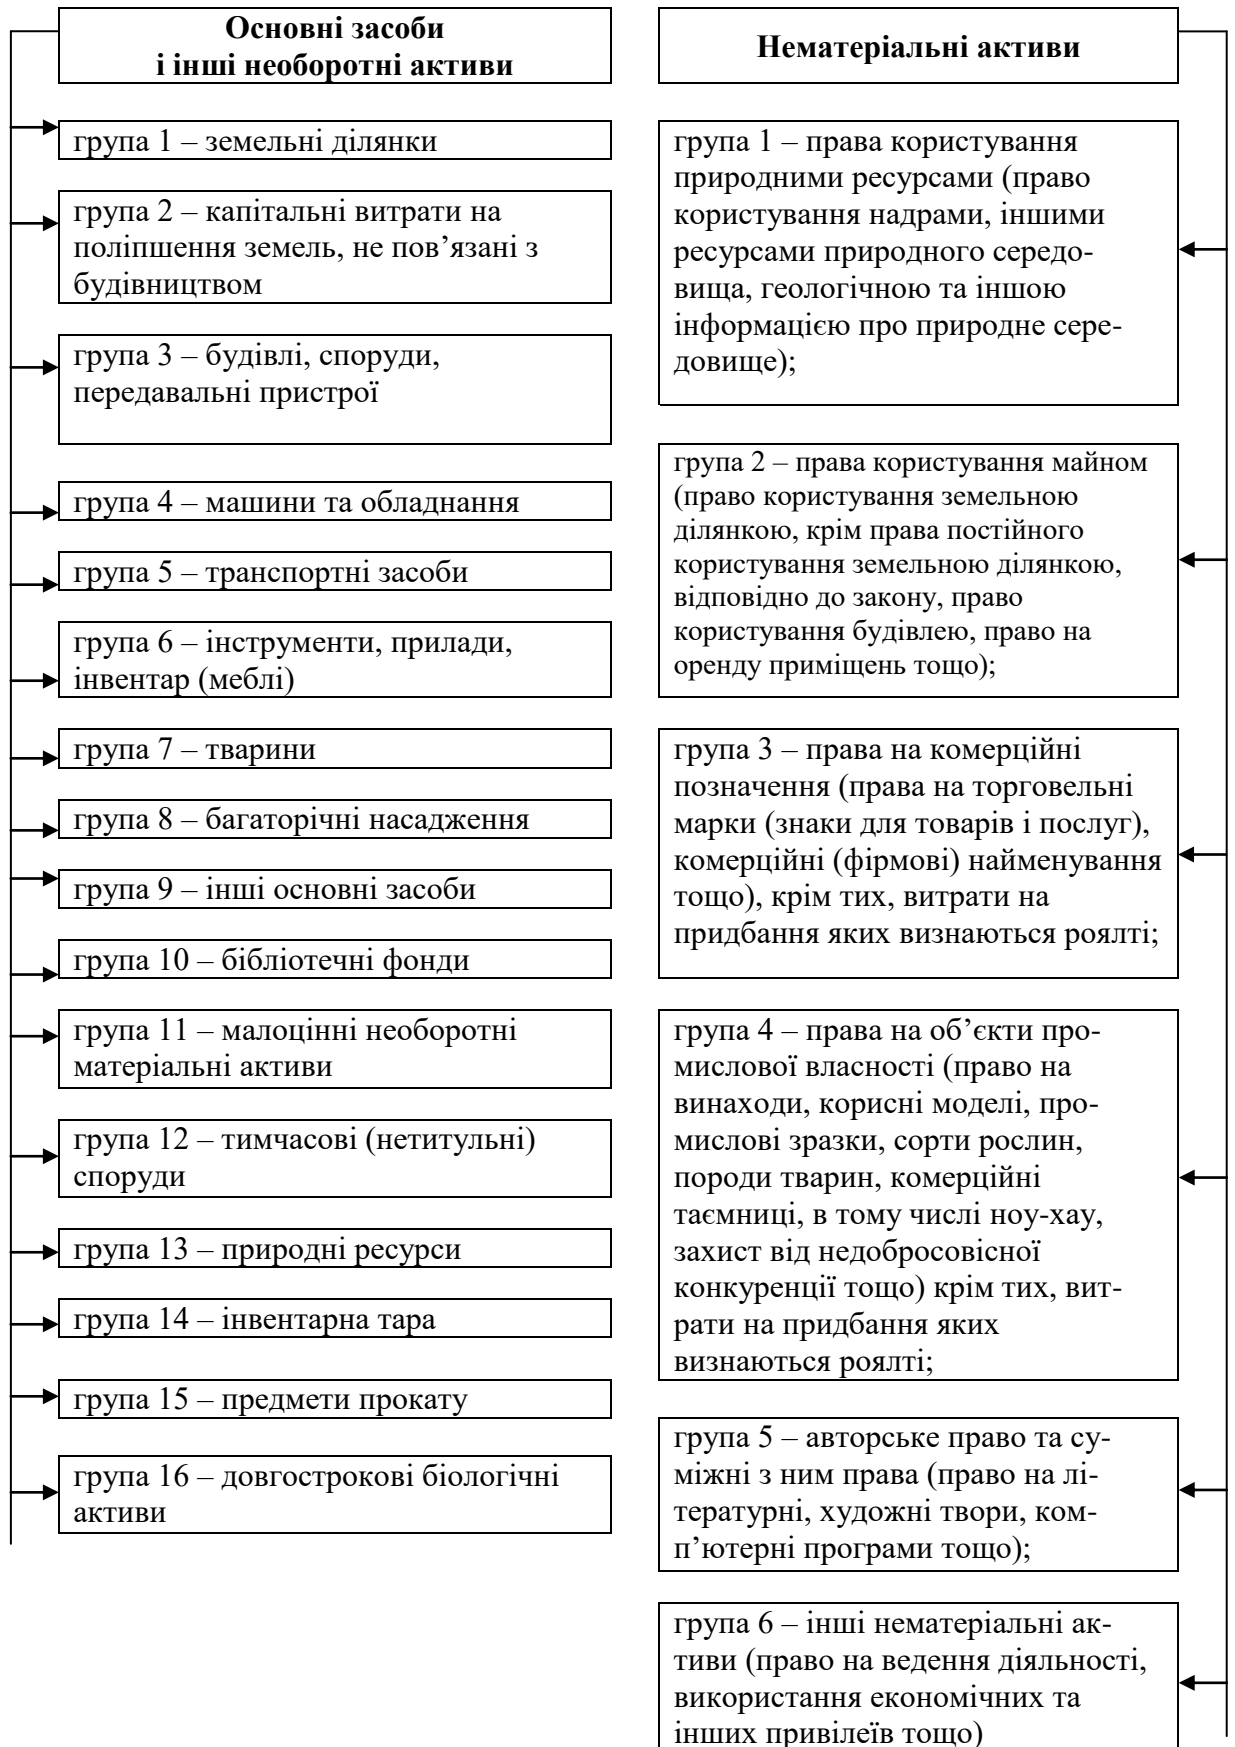 Основні засоби
і інші необоротні активи
група 1 – земельні ділянки
група 2 – капітальні витрати на
поліпшення земель, не пов’язані з
будівництвом
група 3 – будівлі, споруди,
передавальні пристрої
група 4 – машини та обладнання
група 5 – транспортні засоби
група 6 – інструменти, прилади,
інвентар (меблі)
група 7 – тварини
група 8 – багаторічні насадження
група 9 – інші основні засоби
група 10 – бібліотечні фонди
група 11 – малоцінні необоротні
матеріальні активи
група 12 – тимчасові (нетитульні)
споруди
група 13 – природні ресурси
група 14 – інвентарна тара
група 15 – предмети прокату
група 16 – довгострокові біологічні
активи
Нематеріальні активи
група 1 – права користування
природними ресурсами (право
користування надрами, іншими
ресурсами природного середо-
вища, геологічною та іншою
інформацією про природне сере-
довище);
група 2 – права користування майном
(право користування земельною
ділянкою, крім права постійного
користування земельною ділянкою,
відповідно до закону, право
користування будівлею, право на
оренду приміщень тощо);
група 3 – права на комерційні
позначення (права на торговельні
марки (знаки для товарів і послуг),
комерційні (фірмові) найменування
тощо), крім тих, витрати на
придбання яких визнаються роялті;
група 4 – права на об’єкти про-
мислової власності (право на
винаходи, корисні моделі, про-
мислові зразки, сорти рослин,
породи тварин, комерційні
таємниці, в тому числі ноу-хау,
захист від недобросовісної
конкуренції тощо) крім тих, вит-
рати на придбання яких
визнаються роялті;
група 5 – авторське право та су-
міжні з ним права (право на лі-
тературні, художні твори, ком-
п’ютерні програми тощо);
група 6 – інші нематеріальні ак-
тиви (право на ведення діяльності,
використання економічних та
інших привілеїв тощо)